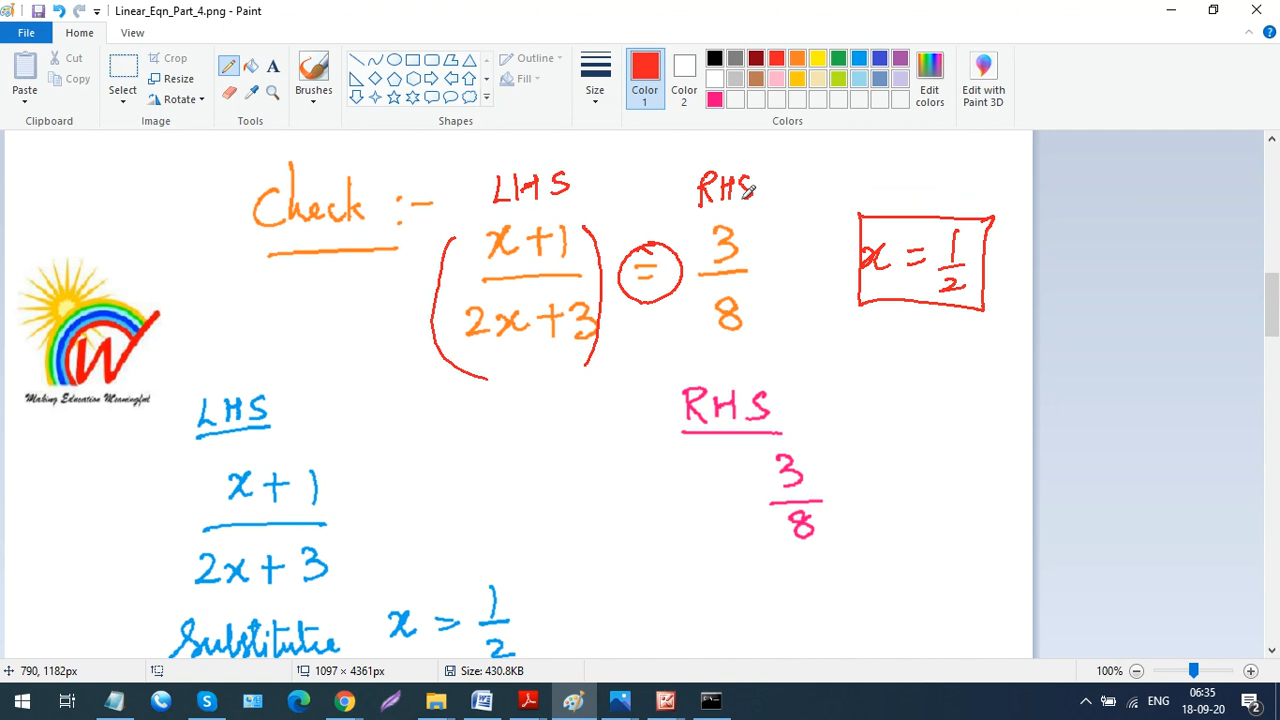 Linear_Eqn_Part_4.png - Paint
File Home View
Paste
Cut
Copy
Clipboard
Select
Crop
Resize
Rotate
Image
Tools
Brushes
Shapes
Outline
Fill
Size
Color 1
Color 2
Colors
Edit colors
Edit with Paint 3D
LHS RHS
Check :- x+1 / 2x+3 = 3/8
x = 1/2
Making Education Meaningful
LHS
x+1 / 2x+3
RHS
3/8
Substitute x = 1/2
790, 1182px 1097 × 4361px Size: 430.8KB 100%
ENG 06:35
18-09-20 2